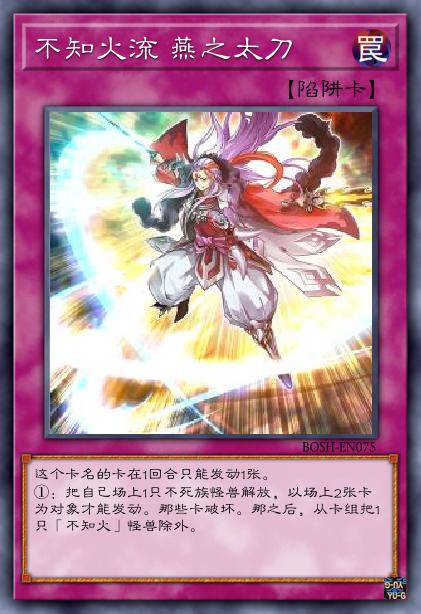 不知火流 燕之太刀
罠
【陷阱卡】
BOSH-EN075
这个卡名的卡在1回合只能发动1张。
①：把自己场上1只不死族怪兽解放，以场上2张卡
为对象才能发动。那些卡破坏。那之后，从卡组把1
只「不知火」怪兽除外。